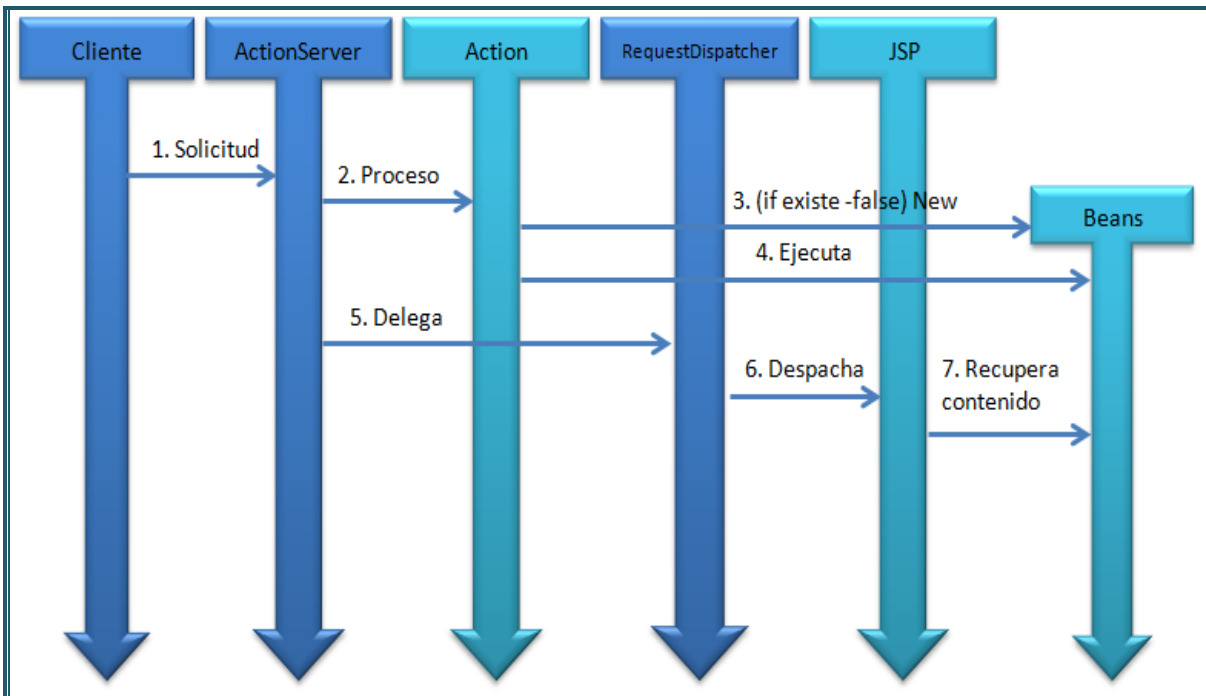 Cliente
ActionServer
Action
RequestDispatcher
JSP
1. Solicitud
2. Proceso
3. (if existe -false) New
Beans
4. Ejecuta
5. Delega
6. Despacha
7. Recupera
contenido